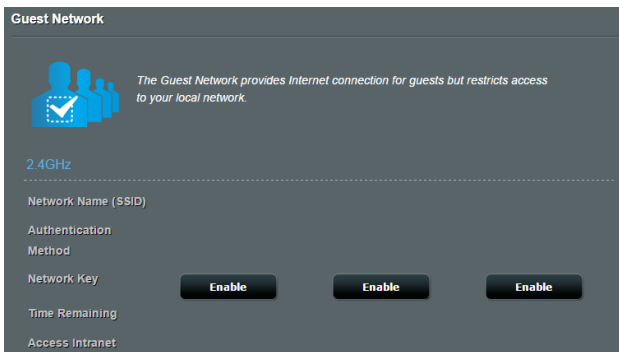 Guest Network
The Guest Network provides Internet connection for guests but restricts access
to your local network.
2.4GHz
Network Name (SSID)
Authentication
Method
Network Key
Enable Enable Enable
Time Remaining
Access Intranet